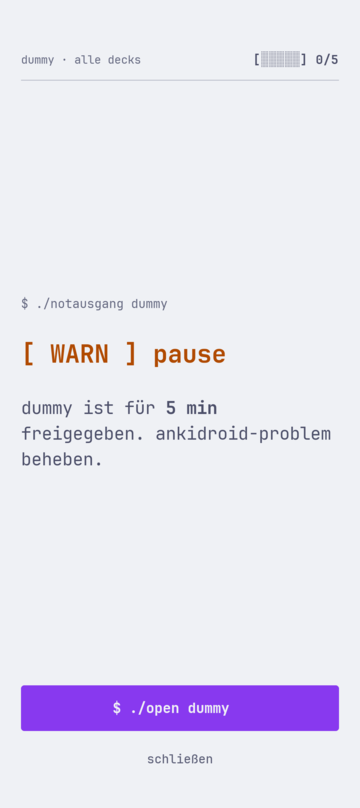 dummy · alle decks [░░░░░] 0/5
$ ./notausgang dummy
[ WARN ] pause
dummy ist für 5 min
freigegeben. ankidroid-problem
beheben.
$ ./open dummy
schließen